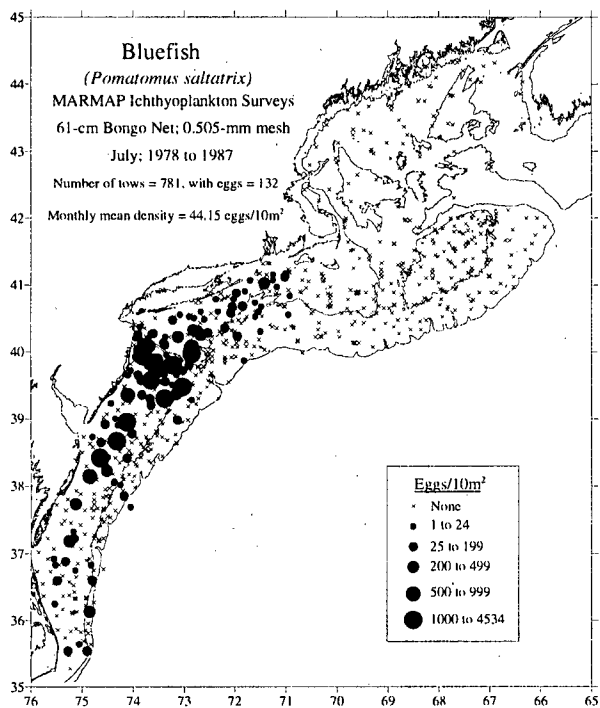 Bluefish
(Pomatomus saltatrix)
MARMAP Ichthyoplankton Surveys
61-cm Bongo Net; 0.505-mm mesh
July; 1978 to 1987
Number of tows = 781, with eggs = 132
Monthly mean density = 44.15 eggs/10m²
45
44
43
42
41
40
39
38
37
36
35
Eggs/10m²
None
1 to 24
25 to 199
200 to 499
500 to 999
1000 to 4534
76 75 74 73 72 71 70 69 68 67 66 65